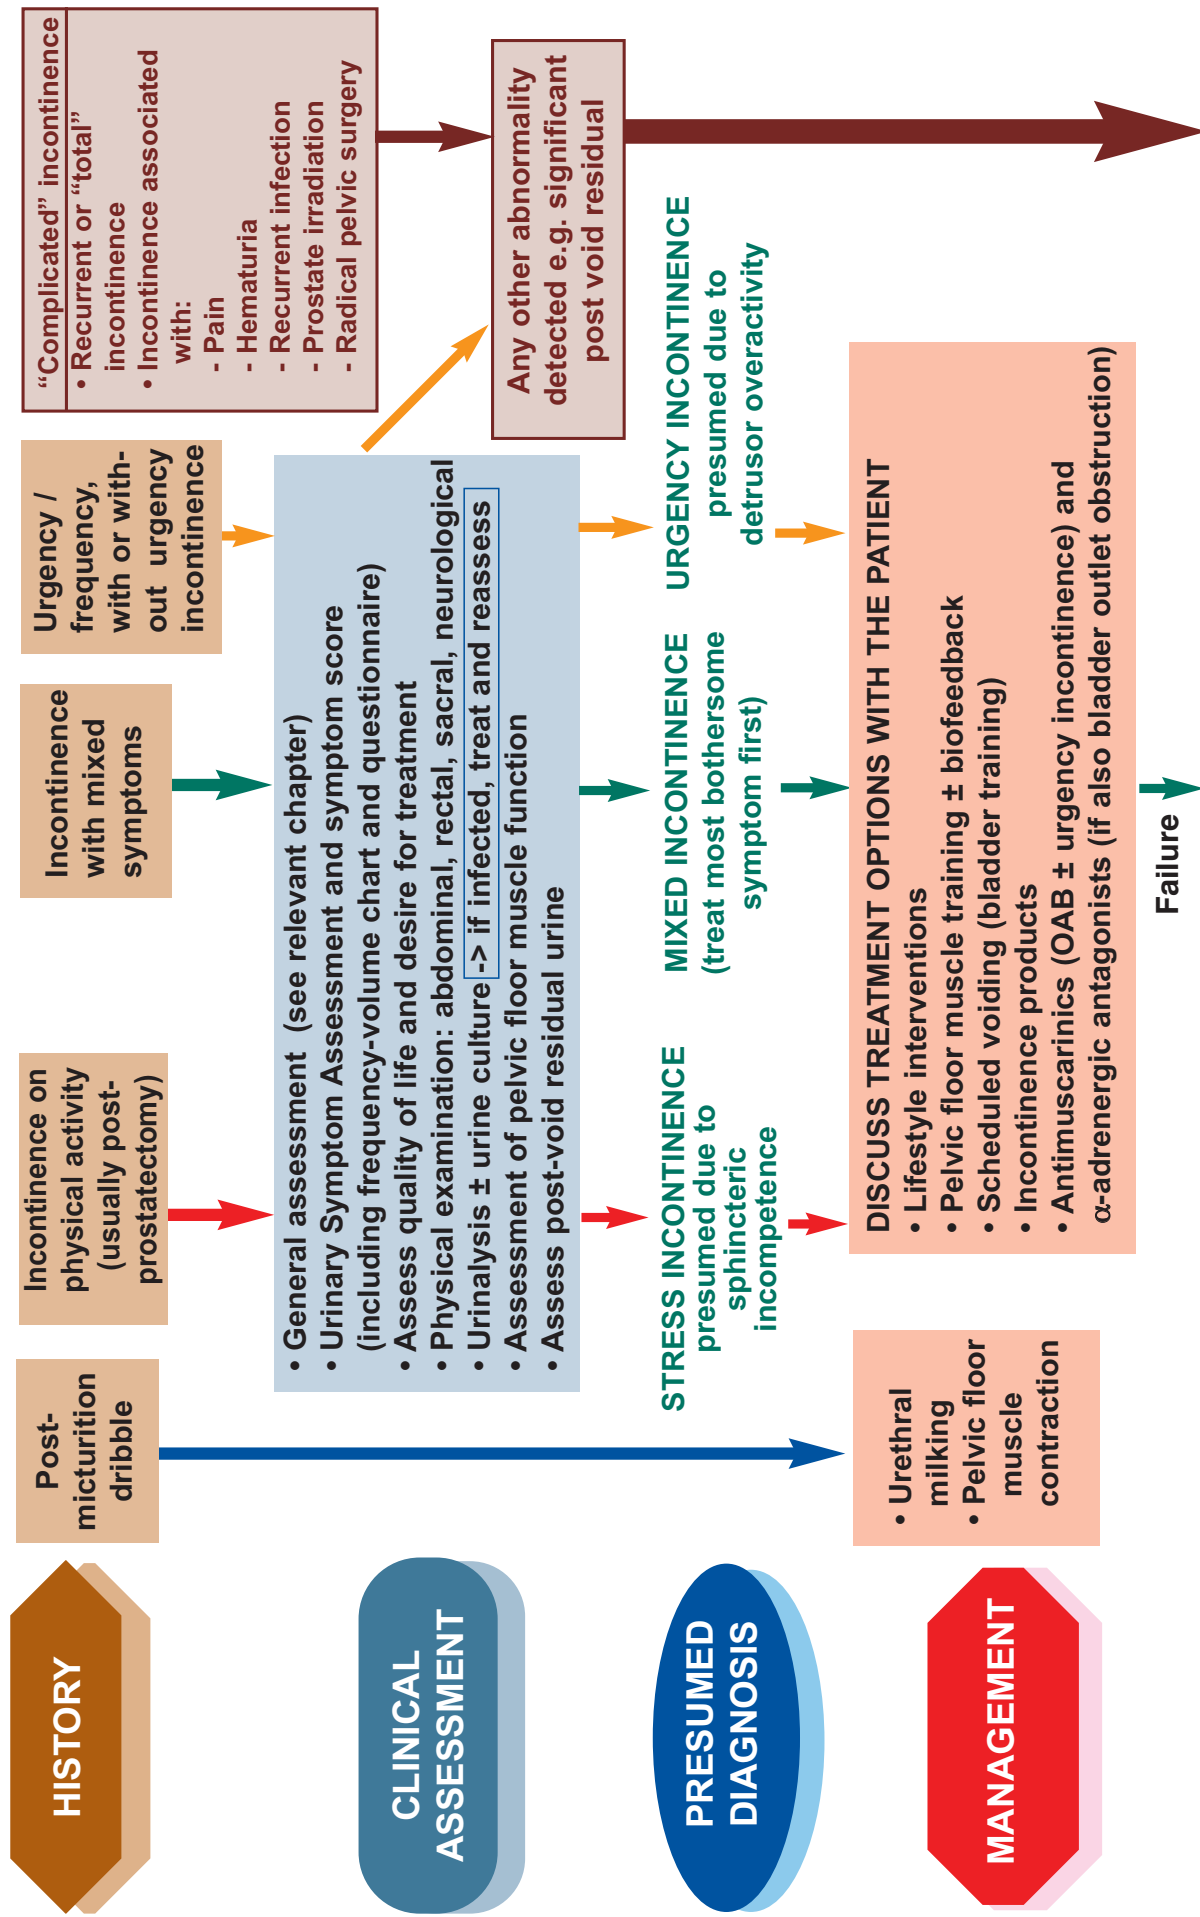 HISTORY
Post-
micturition
dribble
Incontinence on
physical activity
(usually post-
prostatectomy)
Incontinence
with mixed
symptoms
Urgency /
frequency,
with or with-
out urgency
incontinence
“Complicated” incontinence
• Recurrent or “total”
incontinence
• Incontinence associated
with:
- Pain
- Hematuria
- Recurrent infection
- Prostate irradiation
- Radical pelvic surgery
CLINICAL
ASSESSMENT
• General assessment (see relevant chapter)
• Urinary Symptom Assessment and symptom score
(including frequency-volume chart and questionnaire)
• Assess quality of life and desire for treatment
• Physical examination: abdominal, rectal, sacral, neurological
• Urinalysis ± urine culture -> if infected, treat and reassess
• Assessment of pelvic floor muscle function
• Assess post-void residual urine
Any other abnormality
detected e.g. significant
post void residual
PRESUMED
DIAGNOSIS
STRESS INCONTINENCE
presumed due to
sphincteric
incompetence
MIXED INCONTINENCE
(treat most bothersome
symptom first)
URGENCY INCONTINENCE
presumed due to
detrusor overactivity
MANAGEMENT
• Urethral
milking
• Pelvic floor
muscle
contraction
DISCUSS TREATMENT OPTIONS WITH THE PATIENT
• Lifestyle interventions
• Pelvic floor muscle training ± biofeedback
• Scheduled voiding (bladder training)
• Incontinence products
• Antimuscarinics (OAB ± urgency incontinence) and
α-adrenergic antagonists (if also bladder outlet obstruction)
Failure